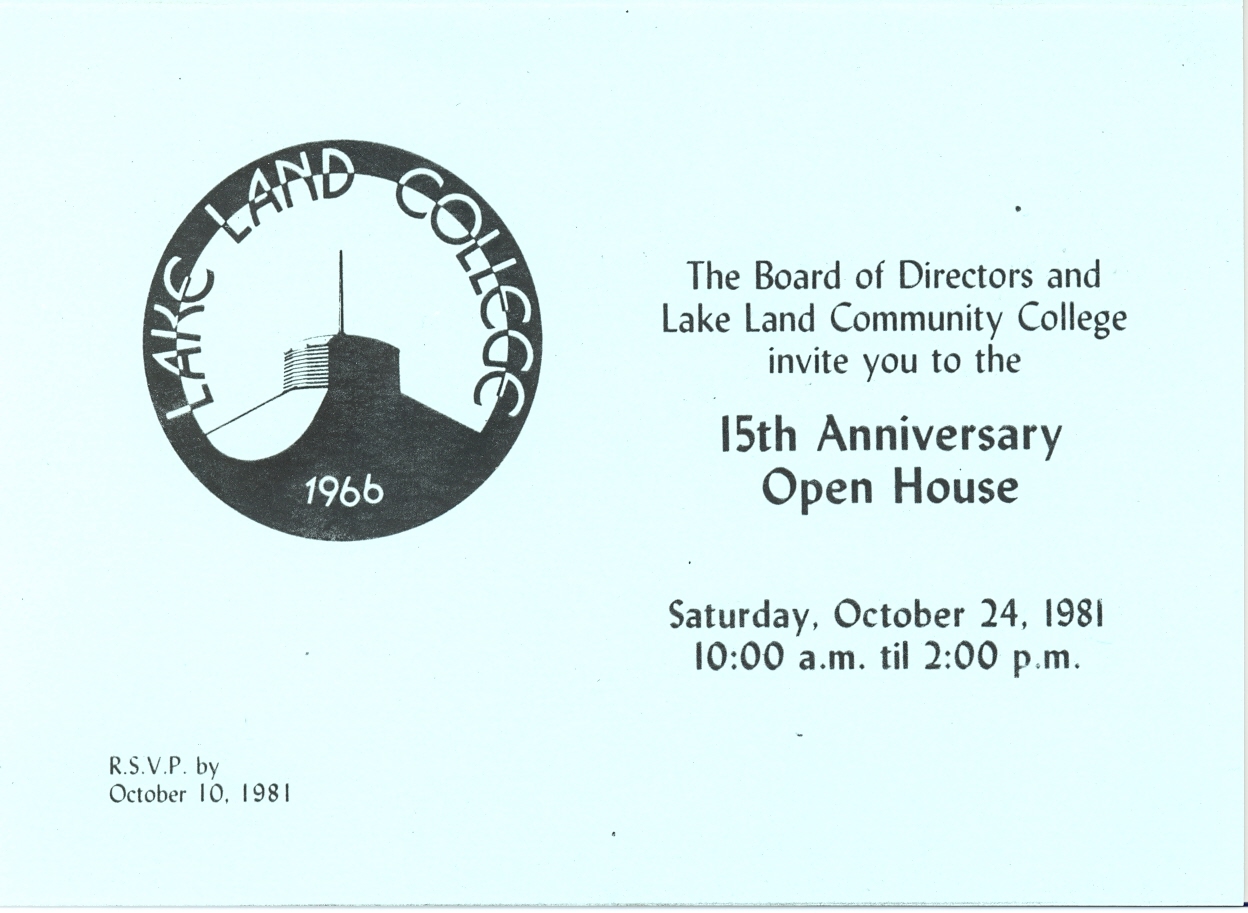 LAKE LAND COLLEGE
1966
The Board of Directors and
Lake Land Community College
invite you to the
15th Anniversary
Open House
Saturday, October 24, 1981
10:00 a.m. til 2:00 p.m.
R.S.V.P. by
October 10, 1981